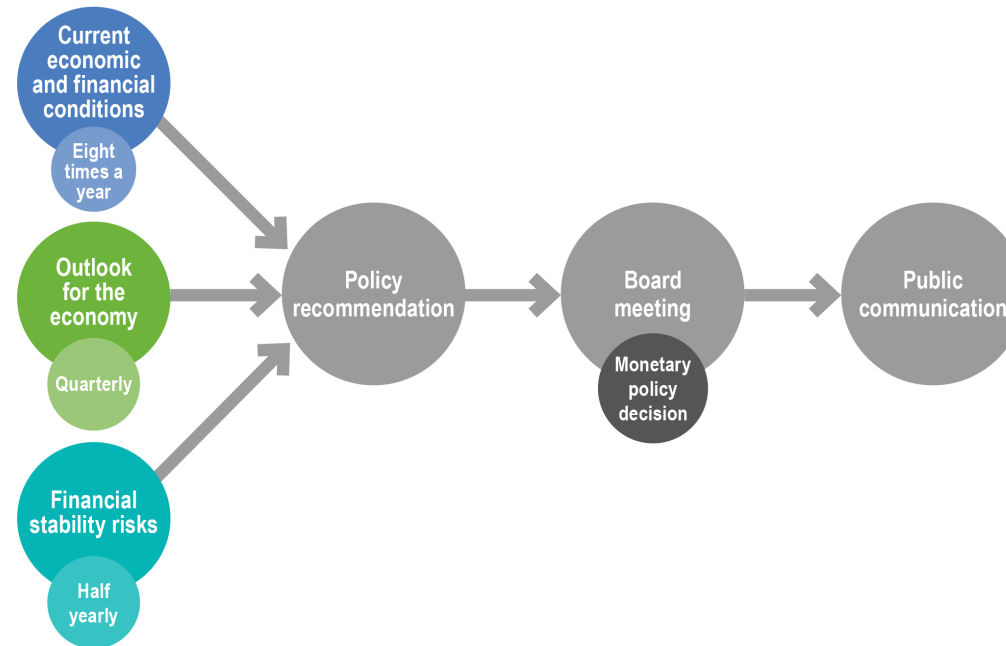 Current
economic
and financial
conditions
Eight
times a
year
Outlook
for the
economy
Quarterly
Financial
stability risks
Half
yearly
Policy
recommendation
Board
meeting
Monetary
policy
decision
Public
communication